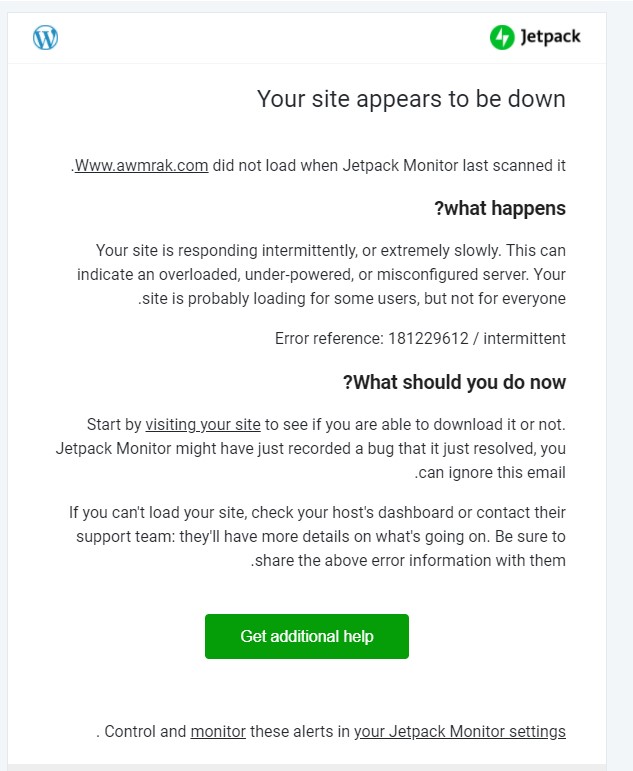 Jetpack
Your site appears to be down
.Www.awmrak.com did not load when Jetpack Monitor last scanned it
?what happens
Your site is responding intermittently, or extremely slowly. This can
indicate an overloaded, under-powered, or misconfigured server. Your
.site is probably loading for some users, but not for everyone
Error reference: 181229612 / intermittent
?What should you do now
Start by visiting your site to see if you are able to download it or not.
Jetpack Monitor might have just recorded a bug that it just resolved, you
.can ignore this email
If you can't load your site, check your host's dashboard or contact their
support team: they'll have more details on what's going on. Be sure to
.share the above error information with them
Get additional help
. Control and monitor these alerts in your Jetpack Monitor settings